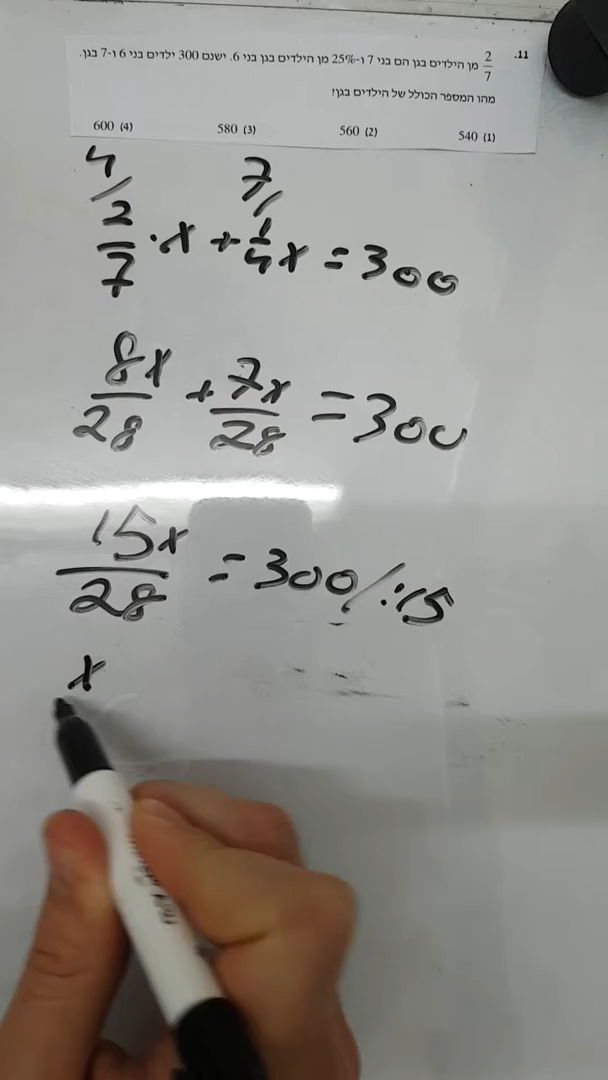 11. 2/7 מן הילדים בגן הם בני 7 ו-25% מן הילדים בגן בני 6. ישנם 300 ילדים בני 6 ו-7 בגן.
מהו המספר הכולל של הילדים בגן?
(1) 540 (2) 560 (3) 580 (4) 600
4/ 7/
2/7 · x + 1/4 x = 300
8x/28 + 7x/28 = 300
15x/28 = 300 /:15
x